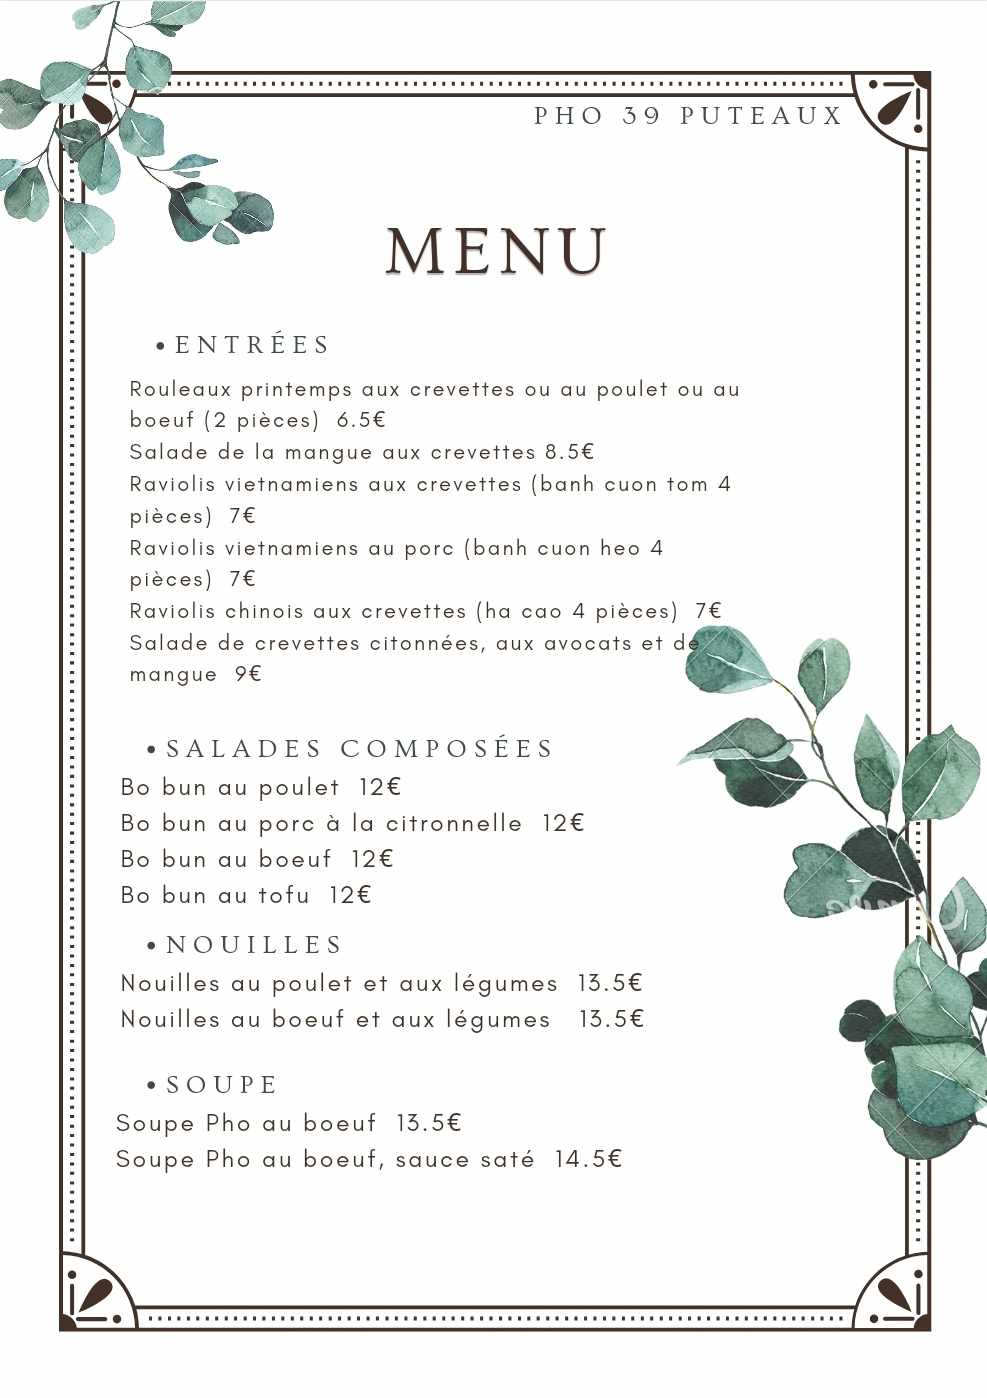 PHO 39 PUTEAUX
MENU
• ENTRÉES
Rouleaux printemps aux crevettes ou au poulet ou au
boeuf (2 pièces) 6.5€
Salade de la mangue aux crevettes 8.5€
Raviolis vietnamiens aux crevettes (banh cuon tom 4
pièces) 7€
Raviolis vietnamiens au porc (banh cuon heo 4
pièces) 7€
Raviolis chinois aux crevettes (ha cao 4 pièces) 7€
Salade de crevettes citonnées, aux avocats et de
mangue 9€
• SALADES COMPOSÉES
Bo bun au poulet 12€
Bo bun au porc à la citronnelle 12€
Bo bun au boeuf 12€
Bo bun au tofu 12€
• NOUILLES
Nouilles au poulet et aux légumes 13.5€
Nouilles au boeuf et aux légumes 13.5€
• SOUPE
Soupe Pho au boeuf 13.5€
Soupe Pho au boeuf, sauce saté 14.5€